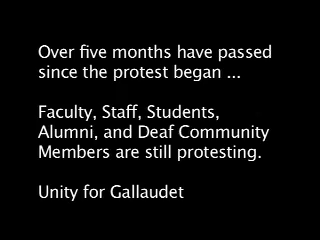 Over five months have passed
since the protest began ...
Faculty, Staff, Students,
Alumni, and Deaf Community
Members are still protesting.
Unity for Gallaudet